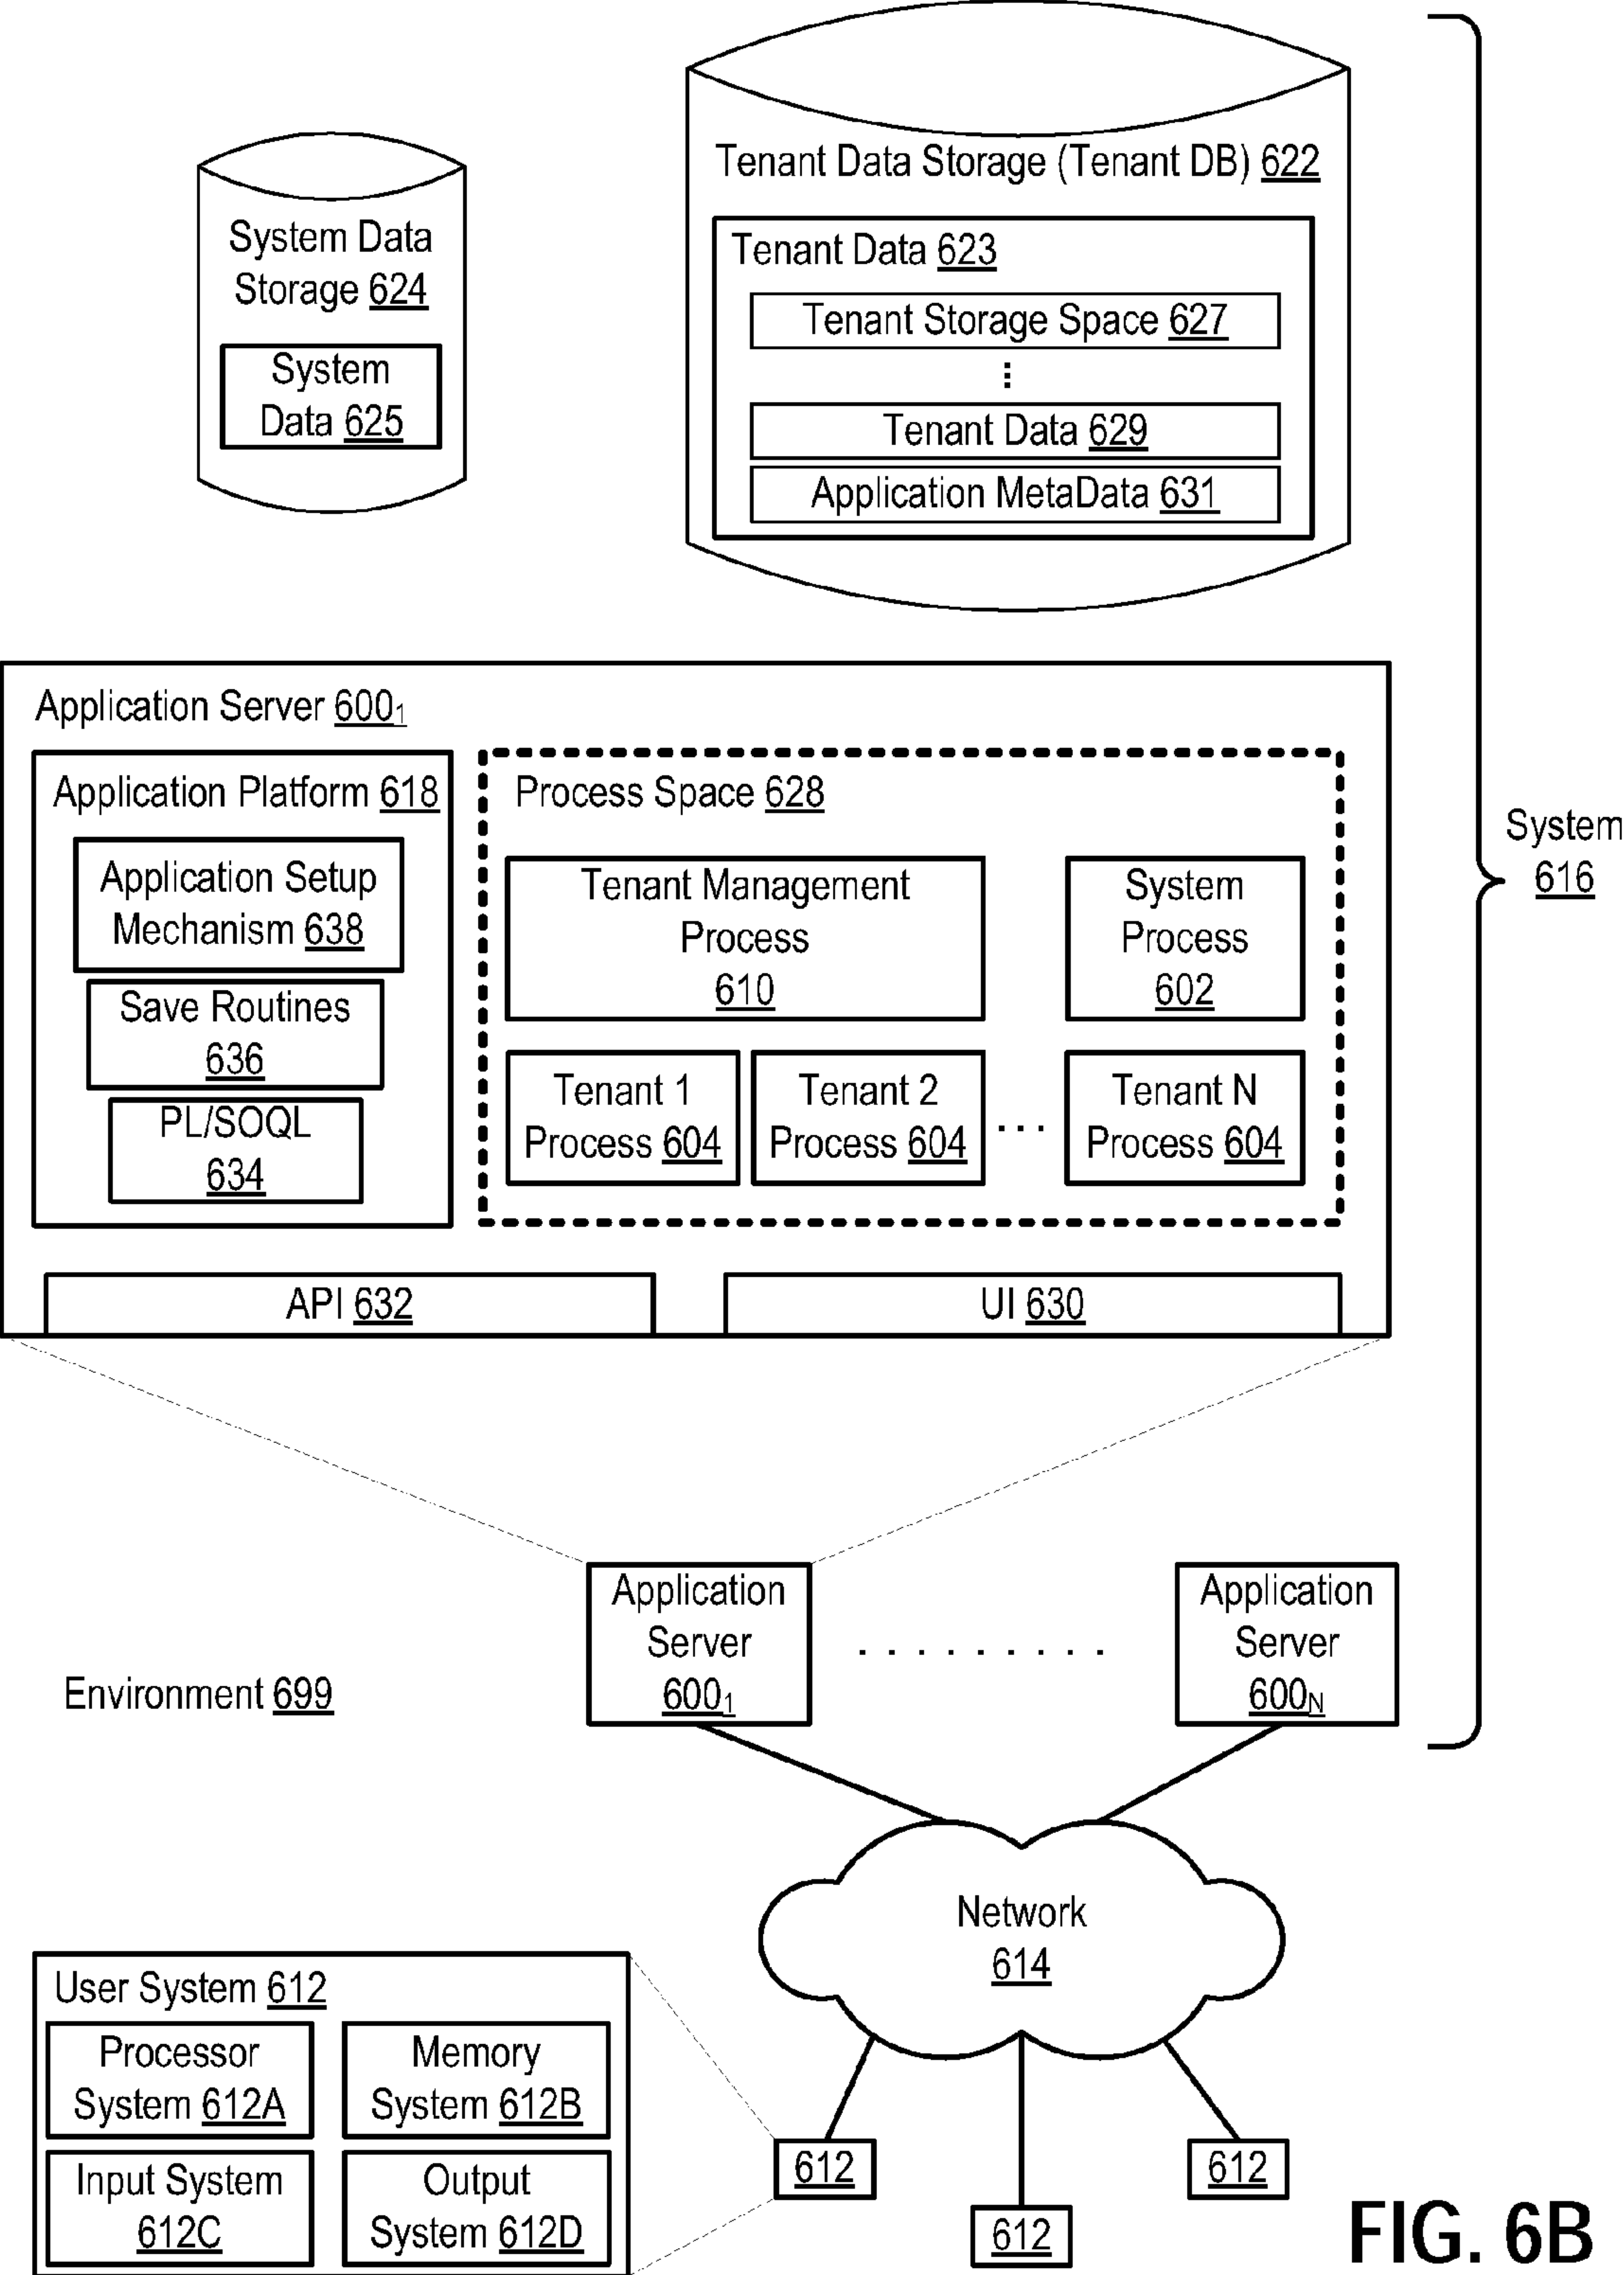 Tenant Data Storage (Tenant DB) 622
System Data
Storage 624
System
Data 625
Tenant Data 623
Tenant Storage Space 627
Tenant Data 629
Application MetaData 631
System
616
Application Server 600₁
Application Platform 618
Application Setup
Mechanism 638
Save Routines
636
PL/SOQL
634
Process Space 628
Tenant Management
Process
610
System
Process
602
Tenant 1
Process 604
Tenant 2
Process 604
...
Tenant N
Process 604
API 632
UI 630
Application
Server
600₁
. . . . . . . . .
Application
Server
600N
Environment 699
Network
614
User System 612
Processor
System 612A
Memory
System 612B
Input System
612C
Output
System 612D
612
612
612
FIG. 6B